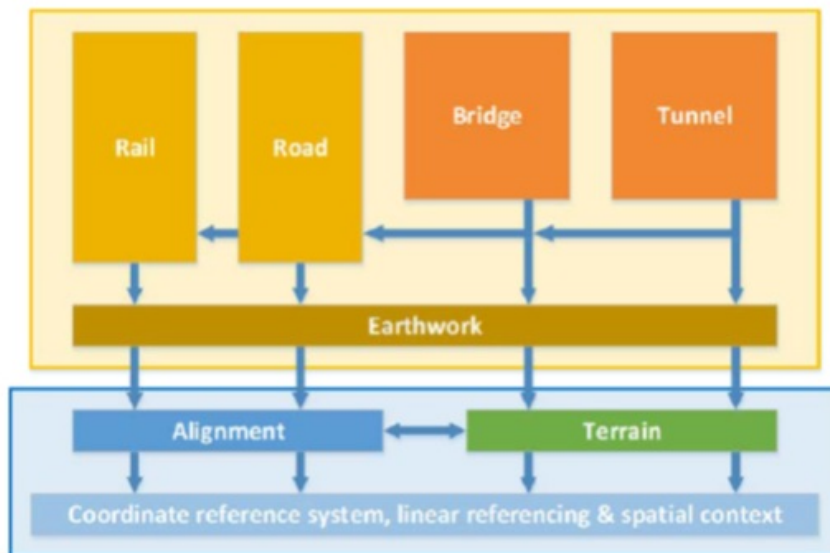 Rail
Road
Bridge
Tunnel
Earthwork
Alignment
Terrain
Coordinate reference system, linear referencing & spatial context